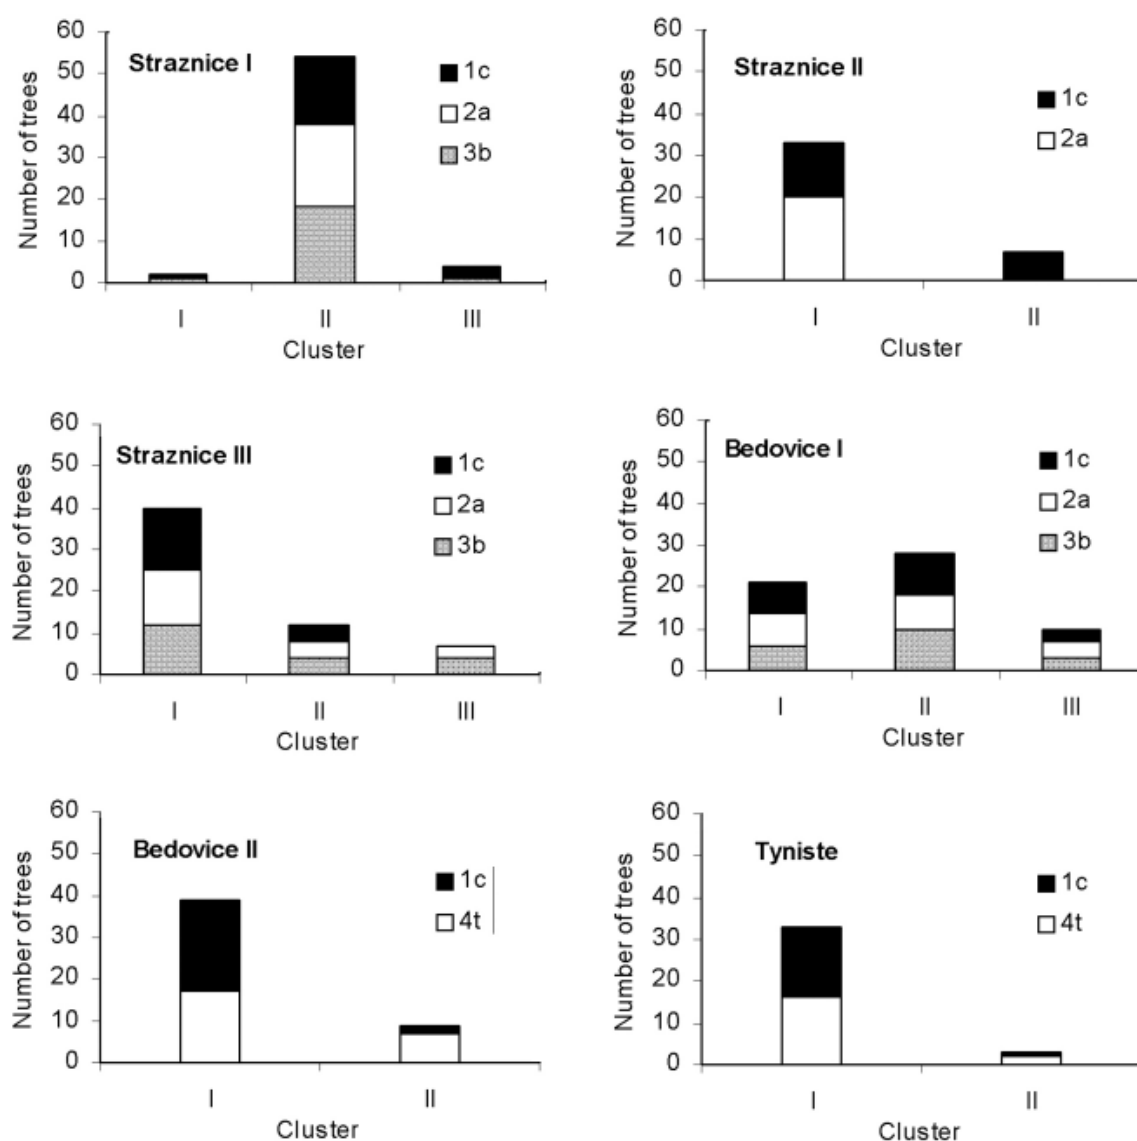 Straznice I
Number of trees
60
50
40
30
20
10
0
1c
2a
3b
I II III
Cluster
Straznice II
Number of trees
60
50
40
30
20
10
0
1c
2a
I II
Cluster
Straznice III
Number of trees
60
50
40
30
20
10
0
1c
2a
3b
I II III
Cluster
Bedovice I
Number of trees
60
50
40
30
20
10
0
1c
2a
3b
I II III
Cluster
Bedovice II
Number of trees
60
50
40
30
20
10
0
1c
4t
I II
Cluster
Tyniste
Number of trees
60
50
40
30
20
10
0
1c
4t
I II
Cluster